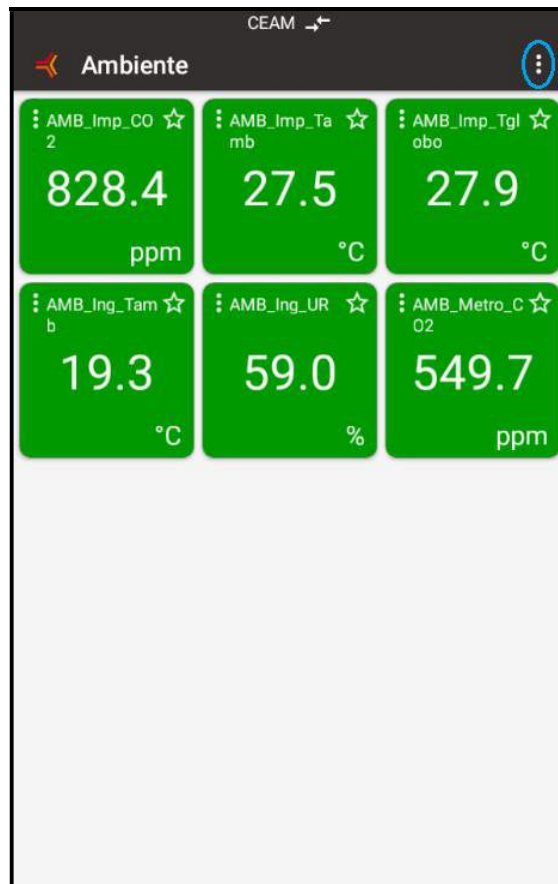 CEAM
Ambiente
AMB_Imp_CO
2
828.4
ppm
AMB_Imp_Ta
mb
27.5
°C
AMB_Imp_Tgl
obo
27.9
°C
AMB_Ing_Tam
b
19.3
°C
AMB_Ing_UR
59.0
%
AMB_Metro_C
O2
549.7
ppm